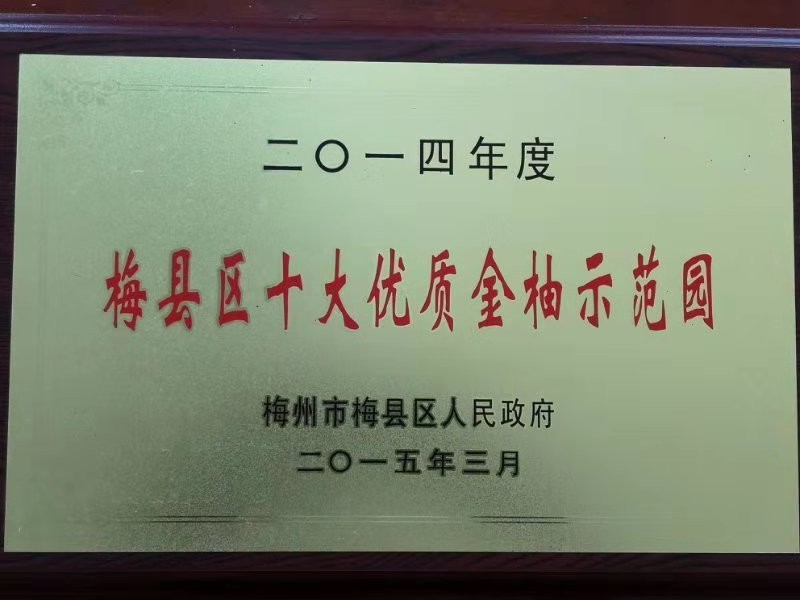 二〇一四年度
梅县区十大优质金柚示范园
梅州市梅县区人民政府
二〇一五年三月